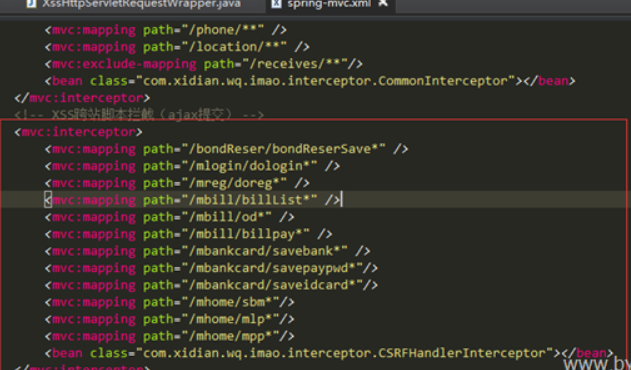 XssHttpServletRequestWrapper.java spring-mvc.xml
<mvc:mapping path="/phone/**" />
<mvc:mapping path="/location/**" />
<mvc:exclude-mapping path="/receives/**"/>
<bean class="com.xidian.wq.imao.interceptor.CommonInterceptor"></bean>
</mvc:interceptor>
<!-- XSS跨站脚本拦截（ajax提交） -->
<mvc:interceptor>
<mvc:mapping path="/bondReser/bondReserSave*" />
<mvc:mapping path="/mlogin/dologin*" />
<mvc:mapping path="/mreg/doreg*" />
<mvc:mapping path="/mbill/billList*" />
<mvc:mapping path="/mbill/od*" />
<mvc:mapping path="/mbill/billpay*" />
<mvc:mapping path="/mbankcard/savebank*" />
<mvc:mapping path="/mbankcard/savepaypwd*"/>
<mvc:mapping path="/mbankcard/saveidcard*"/>
<mvc:mapping path="/mhome/sbm*"/>
<mvc:mapping path="/mhome/mlp*"/>
<mvc:mapping path="/mhome/mpp*"/>
<bean class="com.xidian.wq.imao.interceptor.CSRFHandlerInterceptor"></bean>
</mvc:interceptor>